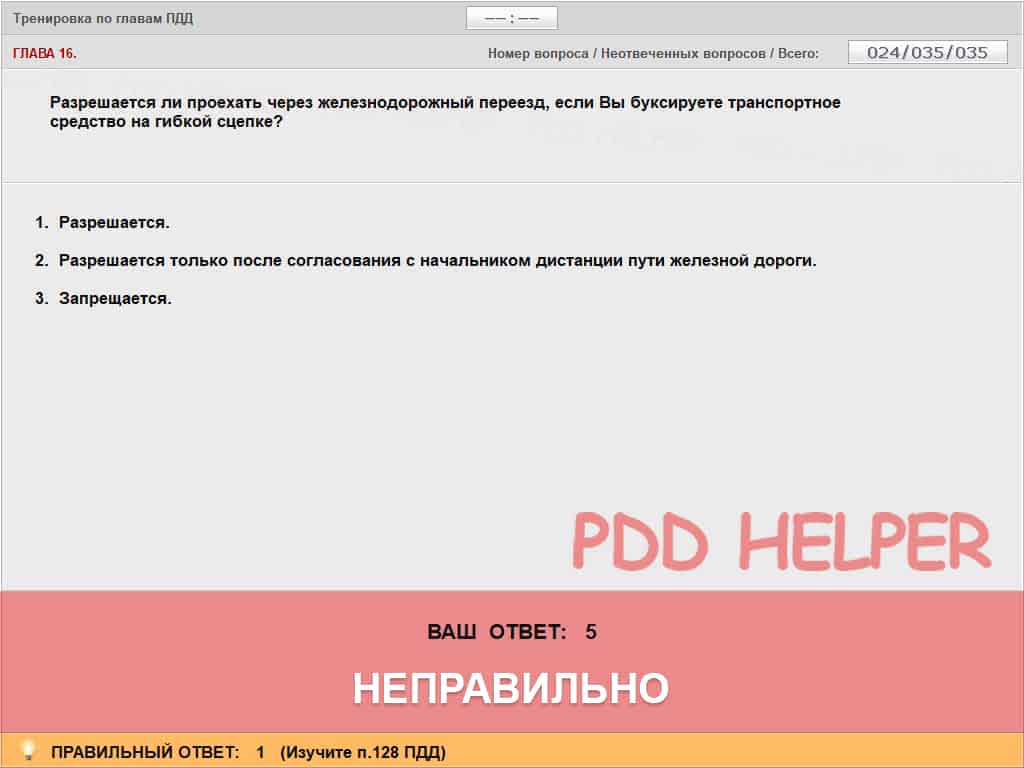 Тренировка по главам ПДД
–– : ––
ГЛАВА 16.
Номер вопроса / Неотвеченных вопросов / Всего: 024/035/035
Разрешается ли проехать через железнодорожный переезд, если Вы буксируете транспортное
средство на гибкой сцепке?
1. Разрешается.
2. Разрешается только после согласования с начальником дистанции пути железной дороги.
3. Запрещается.
PDD HELPER
ВАШ ОТВЕТ: 5
НЕПРАВИЛЬНО
ПРАВИЛЬНЫЙ ОТВЕТ: 1 (Изучите п.128 ПДД)